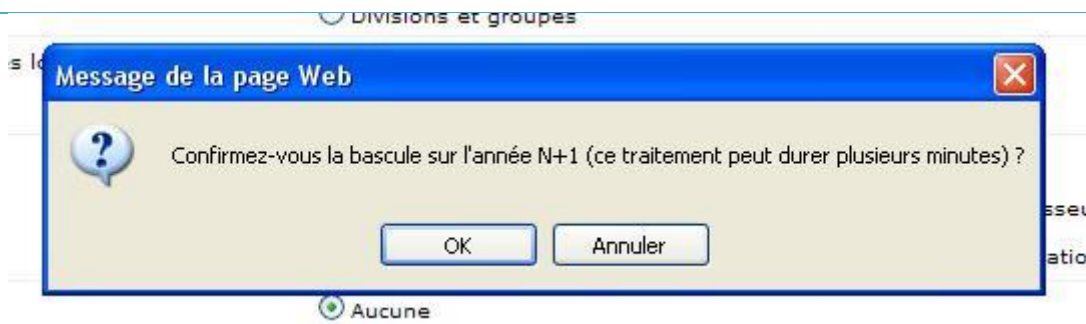 Divisions et groupes
Message de la page Web
Confirmez-vous la bascule sur l'année N+1 (ce traitement peut durer plusieurs minutes) ?
OK
Annuler
Aucune